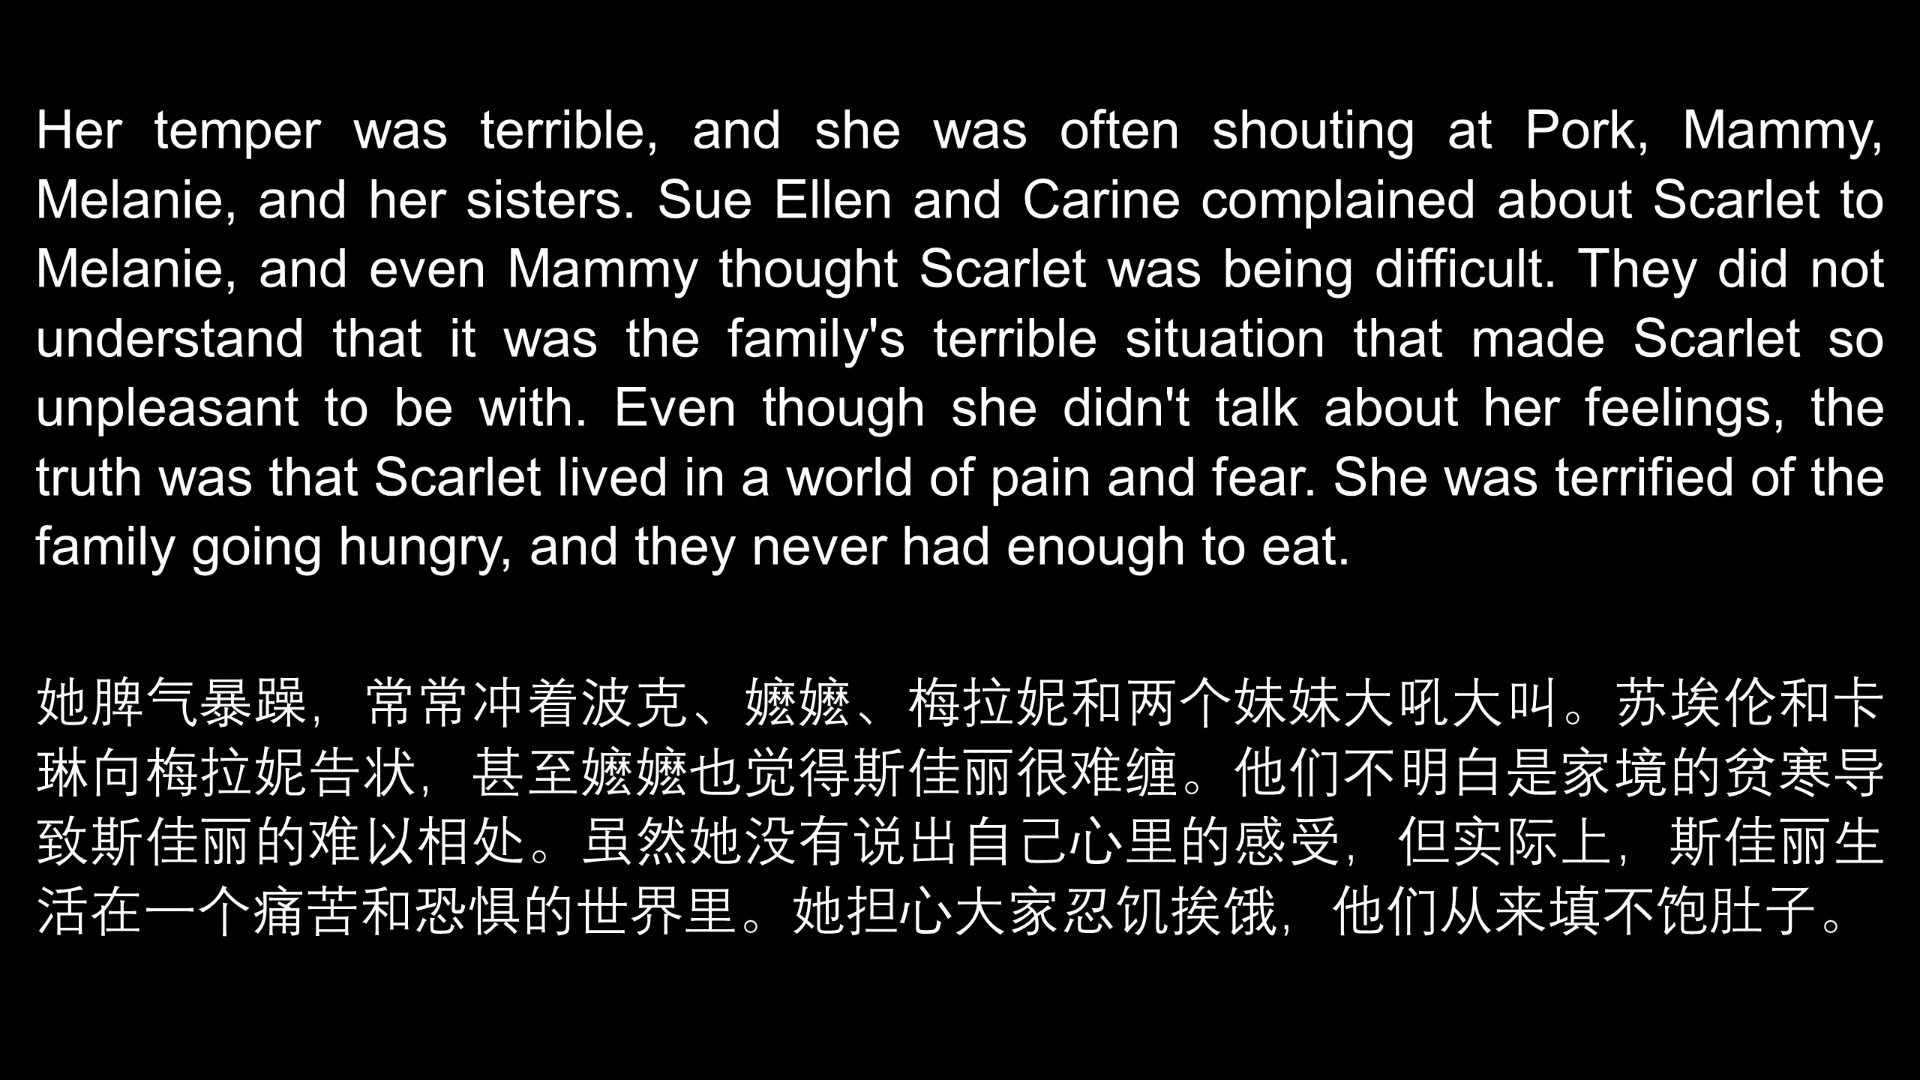 Her temper was terrible, and she was often shouting at Pork, Mammy,
Melanie, and her sisters. Sue Ellen and Carine complained about Scarlet to
Melanie, and even Mammy thought Scarlet was being difficult. They did not
understand that it was the family's terrible situation that made Scarlet so
unpleasant to be with. Even though she didn't talk about her feelings, the
truth was that Scarlet lived in a world of pain and fear. She was terrified of the
family going hungry, and they never had enough to eat.
她脾气暴躁，常常冲着波克、嬷嬷、梅拉妮和两个妹妹大吼大叫。苏埃伦和卡
琳向梅拉妮告状，甚至嬷嬷也觉得斯佳丽很难缠。他们不明白是家境的贫寒导
致斯佳丽的难以相处。虽然她没有说出自己心里的感受，但实际上，斯佳丽生
活在一个痛苦和恐惧的世界里。她担心大家忍饥挨饿，他们从来填不饱肚子。